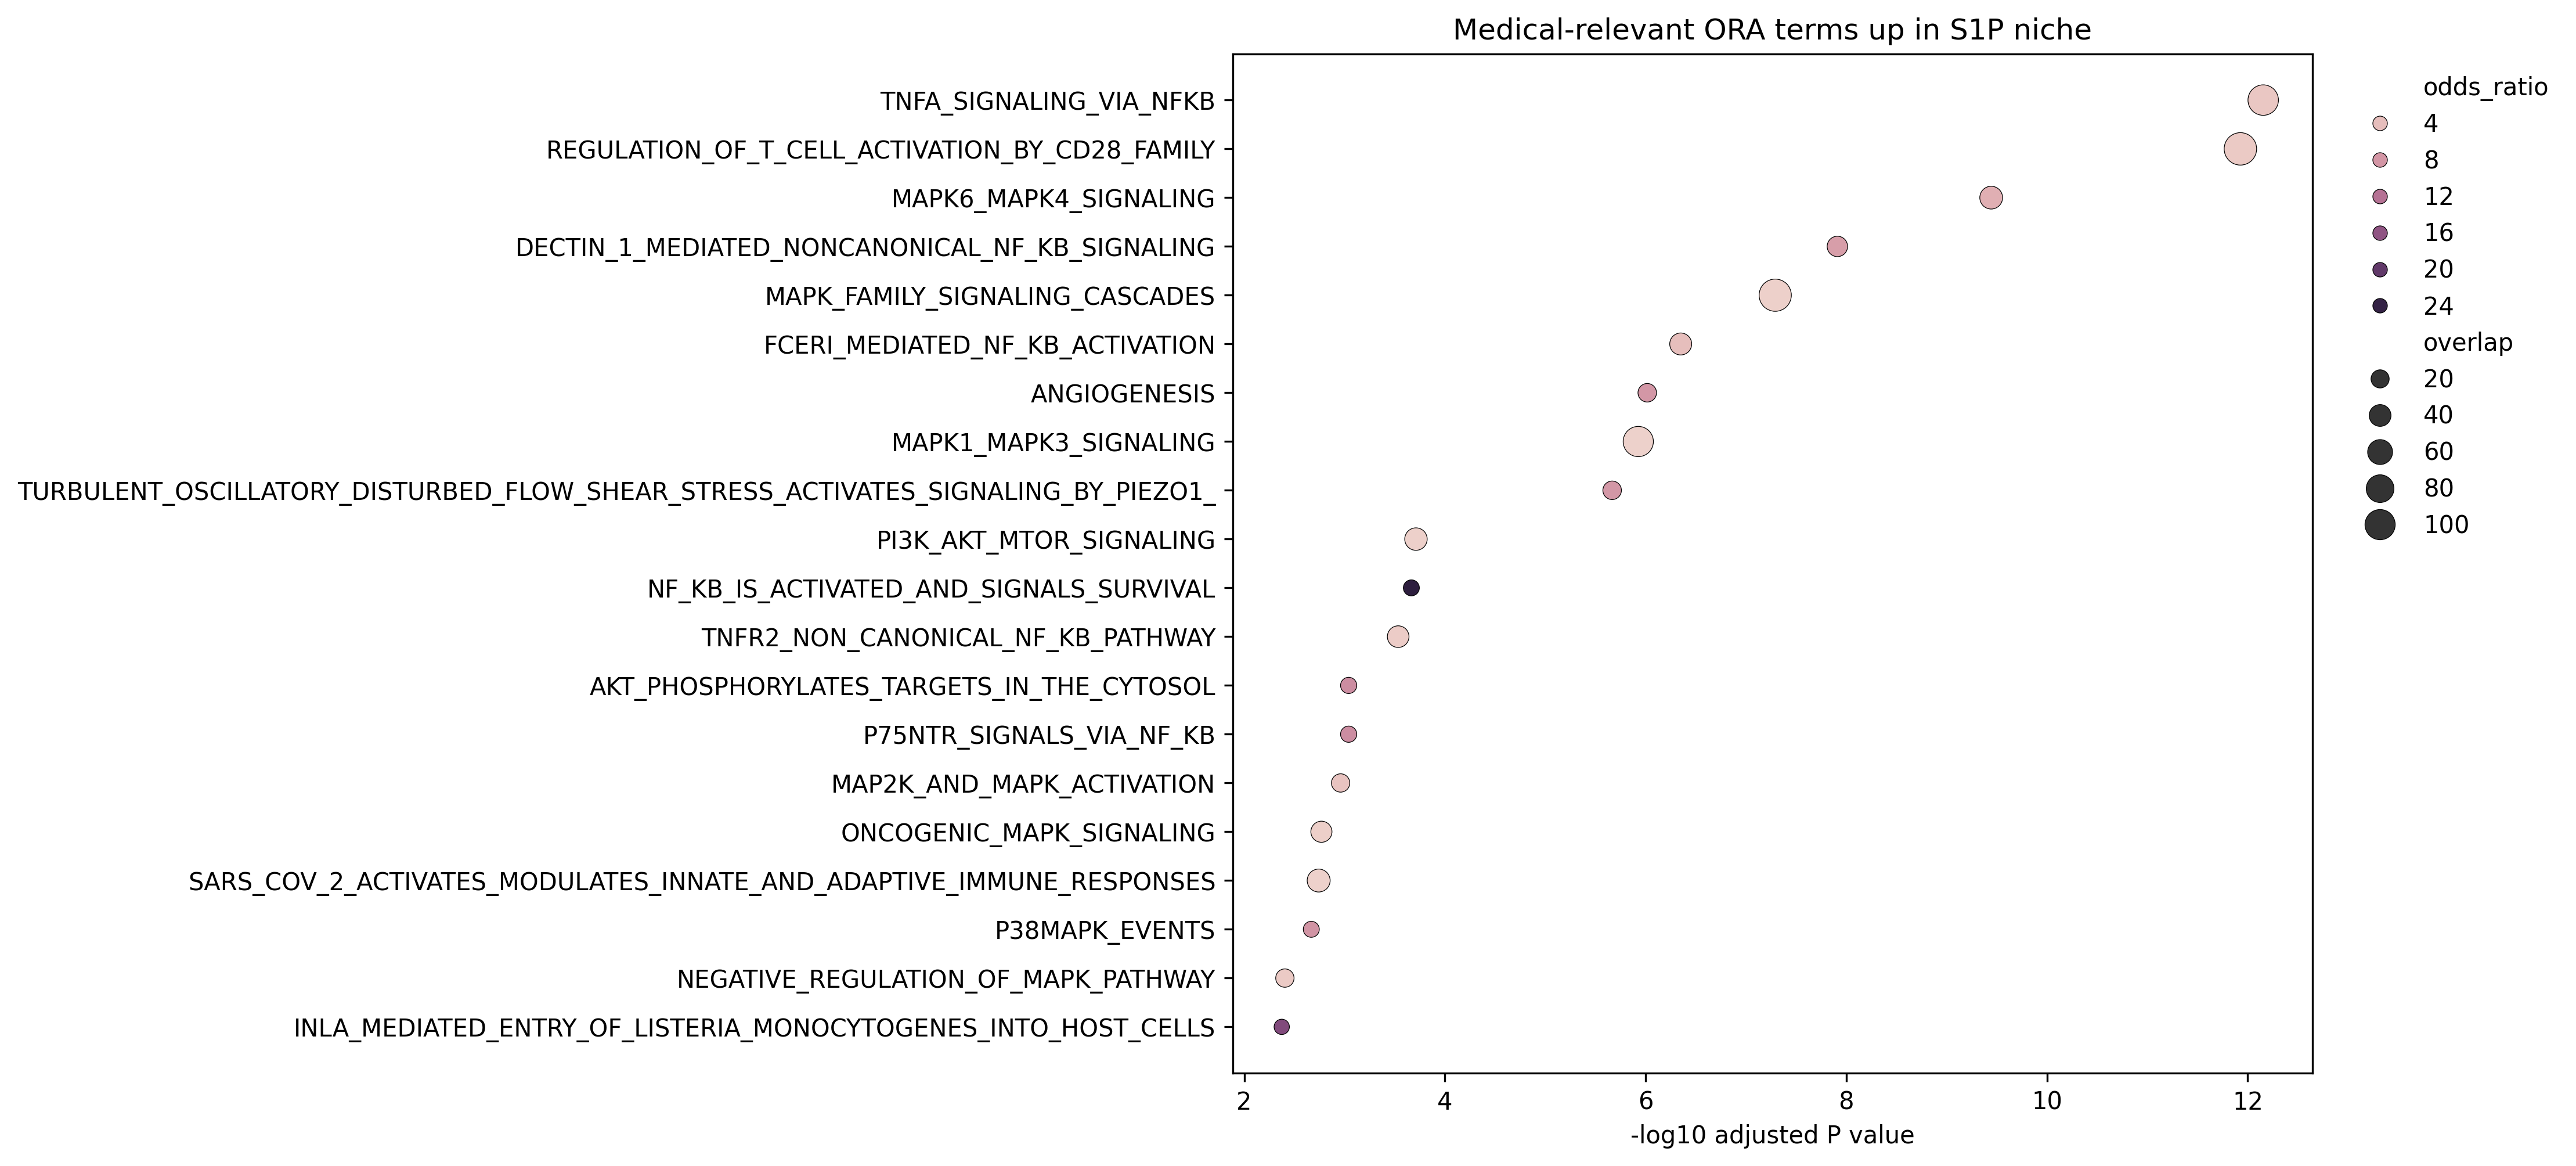 Medical-relevant ORA terms up in S1P niche
TNFA_SIGNALING_VIA_NFKB
REGULATION_OF_T_CELL_ACTIVATION_BY_CD28_FAMILY
MAPK6_MAPK4_SIGNALING
DECTIN_1_MEDIATED_NONCANONICAL_NF_KB_SIGNALING
MAPK_FAMILY_SIGNALING_CASCADES
FCERI_MEDIATED_NF_KB_ACTIVATION
ANGIOGENESIS
MAPK1_MAPK3_SIGNALING
TURBULENT_OSCILLATORY_DISTURBED_FLOW_SHEAR_STRESS_ACTIVATES_SIGNALING_BY_PIEZO1_
PI3K_AKT_MTOR_SIGNALING
NF_KB_IS_ACTIVATED_AND_SIGNALS_SURVIVAL
TNFR2_NON_CANONICAL_NF_KB_PATHWAY
AKT_PHOSPHORYLATES_TARGETS_IN_THE_CYTOSOL
P75NTR_SIGNALS_VIA_NF_KB
MAP2K_AND_MAPK_ACTIVATION
ONCOGENIC_MAPK_SIGNALING
SARS_COV_2_ACTIVATES_MODULATES_INNATE_AND_ADAPTIVE_IMMUNE_RESPONSES
P38MAPK_EVENTS
NEGATIVE_REGULATION_OF_MAPK_PATHWAY
INLA_MEDIATED_ENTRY_OF_LISTERIA_MONOCYTOGENES_INTO_HOST_CELLS
2 4 6 8 10 12
-log10 adjusted P value
odds_ratio
4
8
12
16
20
24
overlap
20
40
60
80
100